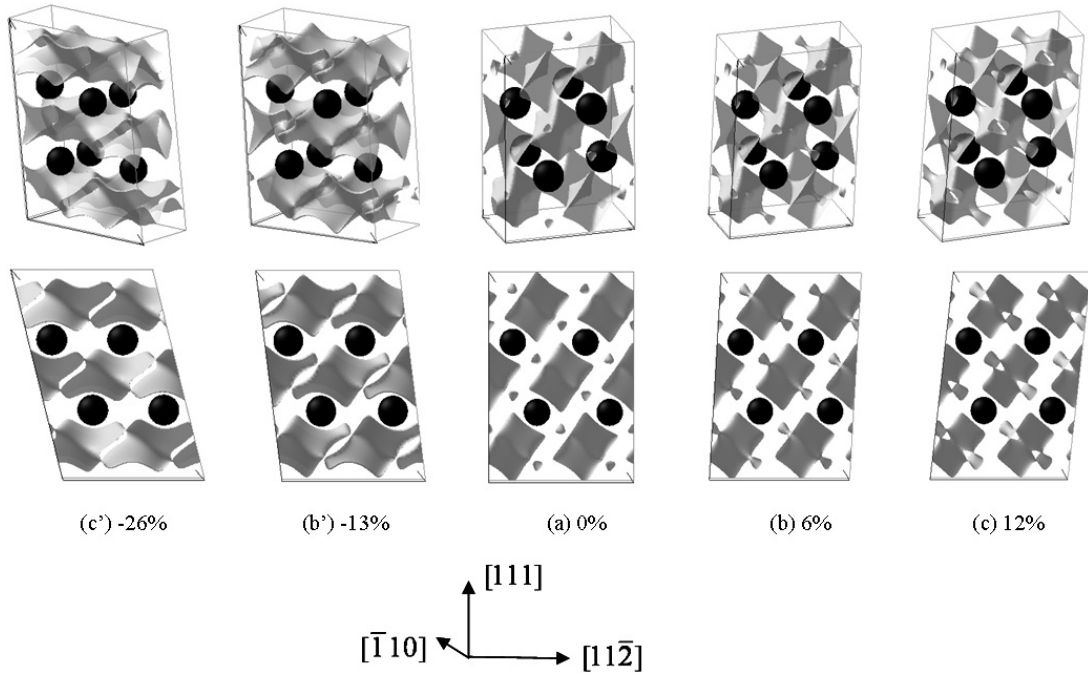 (c’) -26% (b’) -13% (a) 0% (b) 6% (c) 12%
[111]
[1̅10]
[112̅]